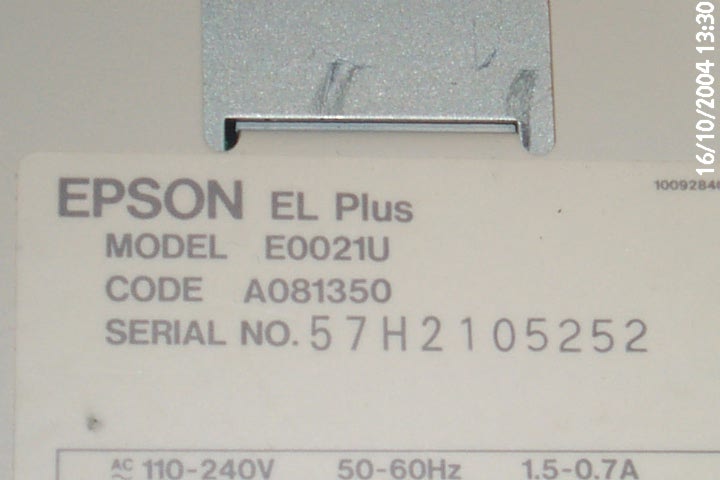 16/10/2004 13:30
EPSON EL Plus
MODEL E0021U
CODE A081350
SERIAL NO. 57H2105252
AC 110-240V 50-60Hz 1.5-0.7A